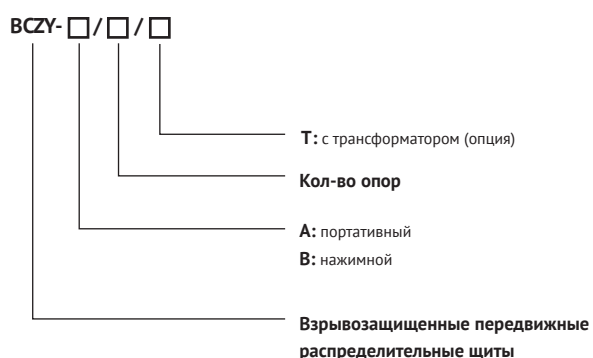 BCZY- □ / □ / □
T: с трансформатором (опция)
Кол-во опор
A: портативный
B: нажимной
Взрывозащищенные передвижные
распределительные щиты